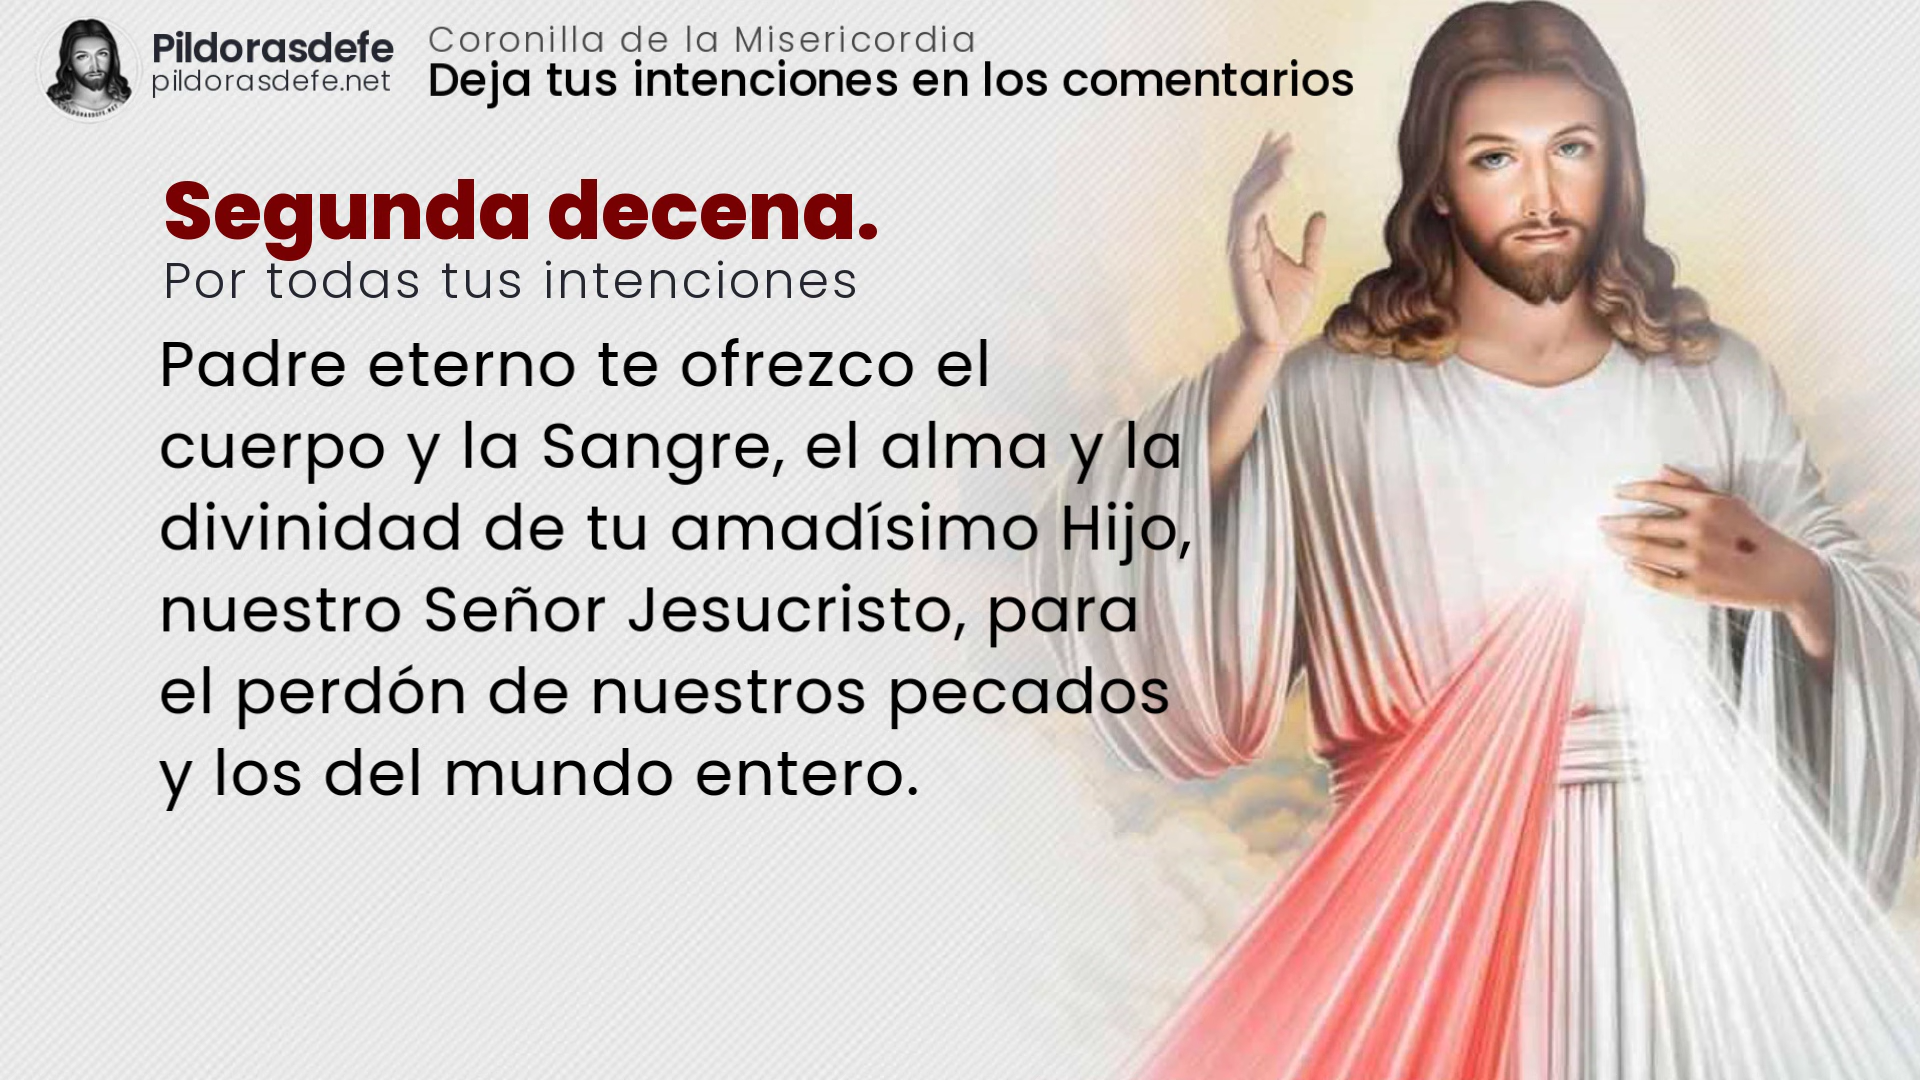 Pildorasdefe
pildorasdefe.net
Coronilla de la Misericordia
Deja tus intenciones en los comentarios
Segunda decena.
Por todas tus intenciones
Padre eterno te ofrezco el
cuerpo y la Sangre, el alma y la
divinidad de tu amadísimo Hijo,
nuestro Señor Jesucristo, para
el perdón de nuestros pecados
y los del mundo entero.